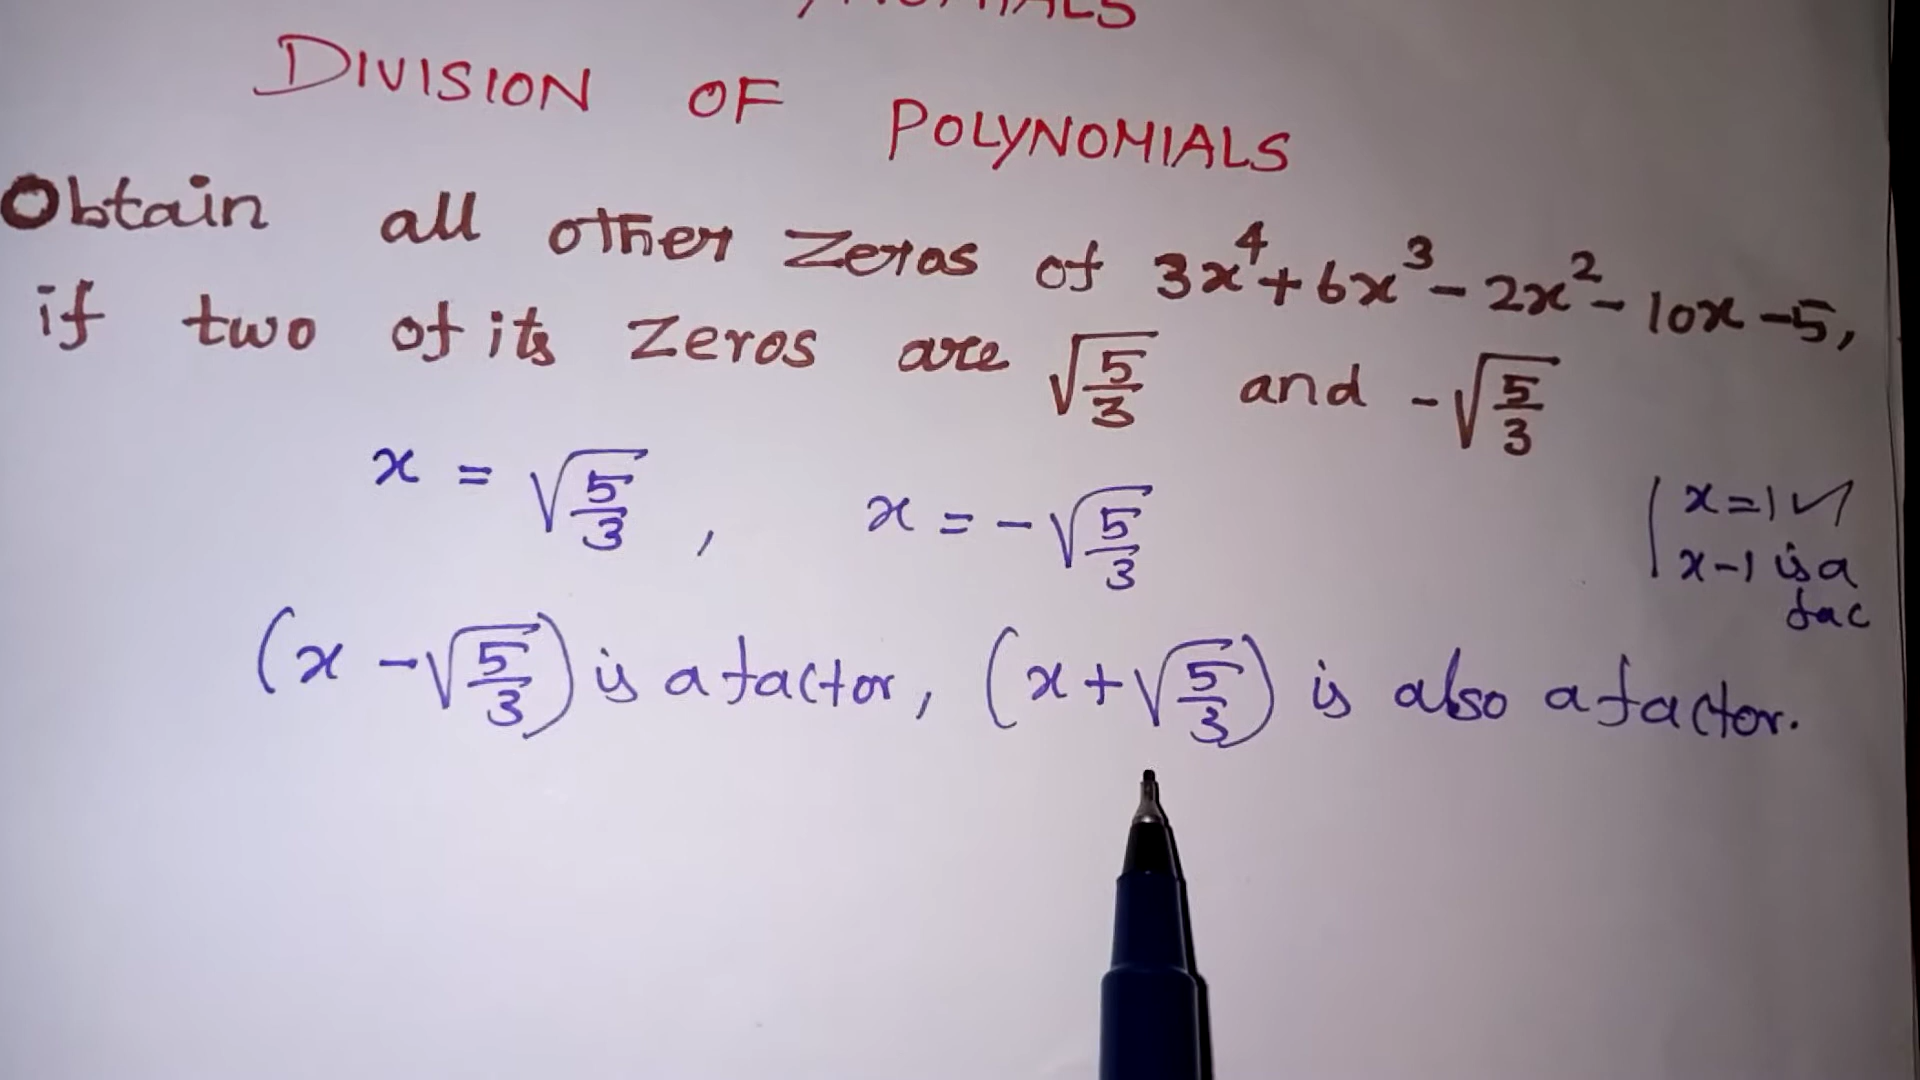 DIVISION OF POLYNOMIALS
Obtain all other Zeros of 3x⁴+6x³-2x²-10x-5,
if two of its Zeros are √5/3 and -√5/3
x = √5/3 , x = -√5/3
x=1 ✓
x-1 is a
fac
(x -√5/3) is a factor, (x+√5/3) is also a factor.